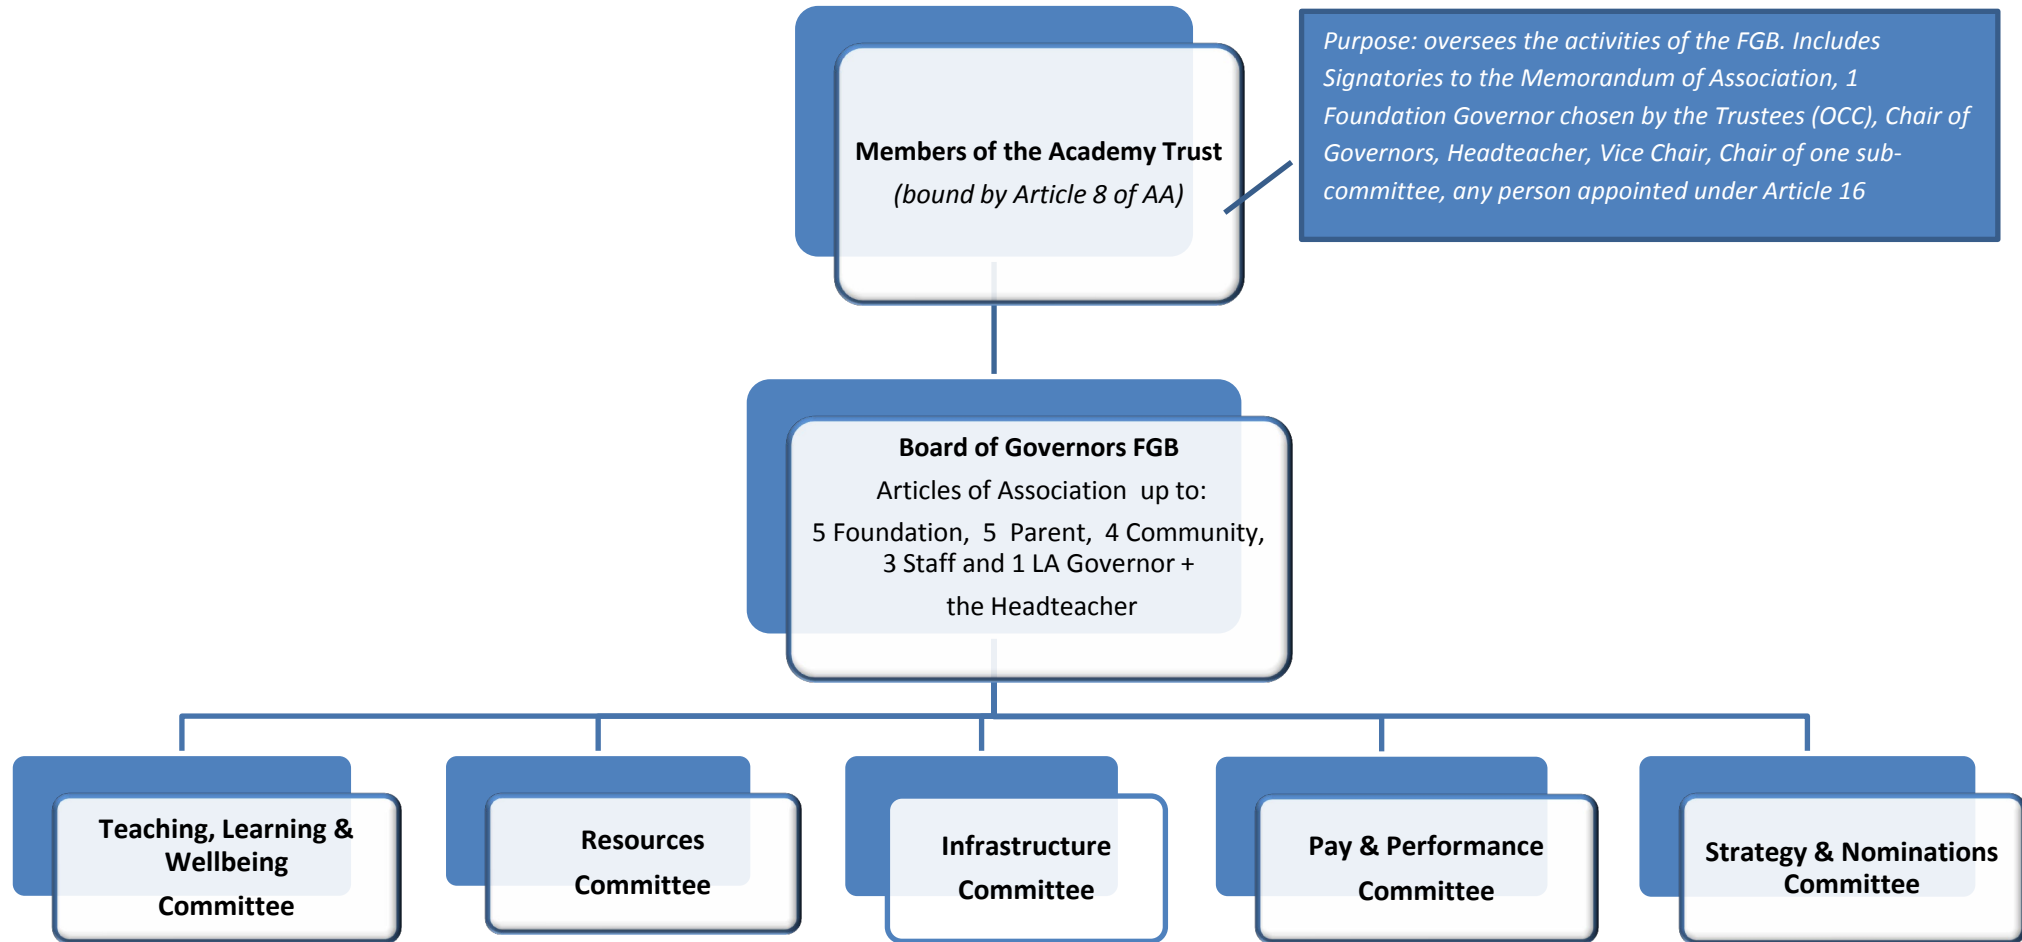 Purpose: oversees the activities of the FGB. Includes
Signatories to the Memorandum of Association, 1
Foundation Governor chosen by the Trustees (OCC), Chair of
Governors, Headteacher, Vice Chair, Chair of one sub-
committee, any person appointed under Article 16
Members of the Academy Trust
(bound by Article 8 of AA)
Board of Governors FGB
Articles of Association up to:
5 Foundation, 5 Parent, 4 Community,
3 Staff and 1 LA Governor +
the Headteacher
Teaching, Learning &
Wellbeing
Committee
Resources
Committee
Infrastructure
Committee
Pay & Performance
Committee
Strategy & Nominations
Committee